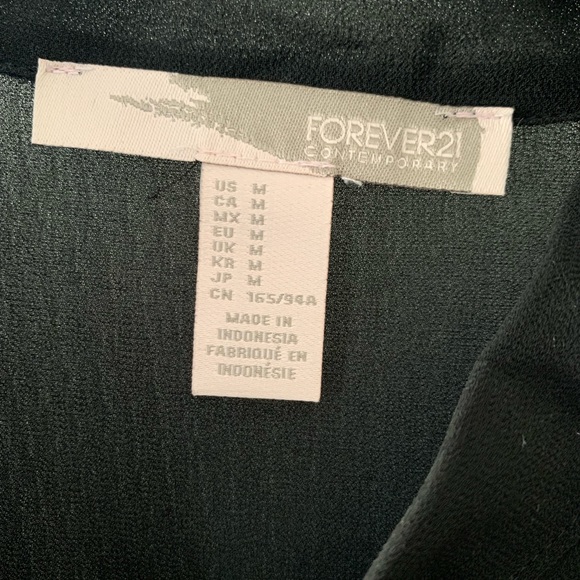 FOREVER21
CONTEMPORARY
US M
CA M
MX M
EU M
UK M
KR M
JP M
CN 165/94A
MADE IN
INDONESIA
FABRIQUÉ EN
INDONÉSIE